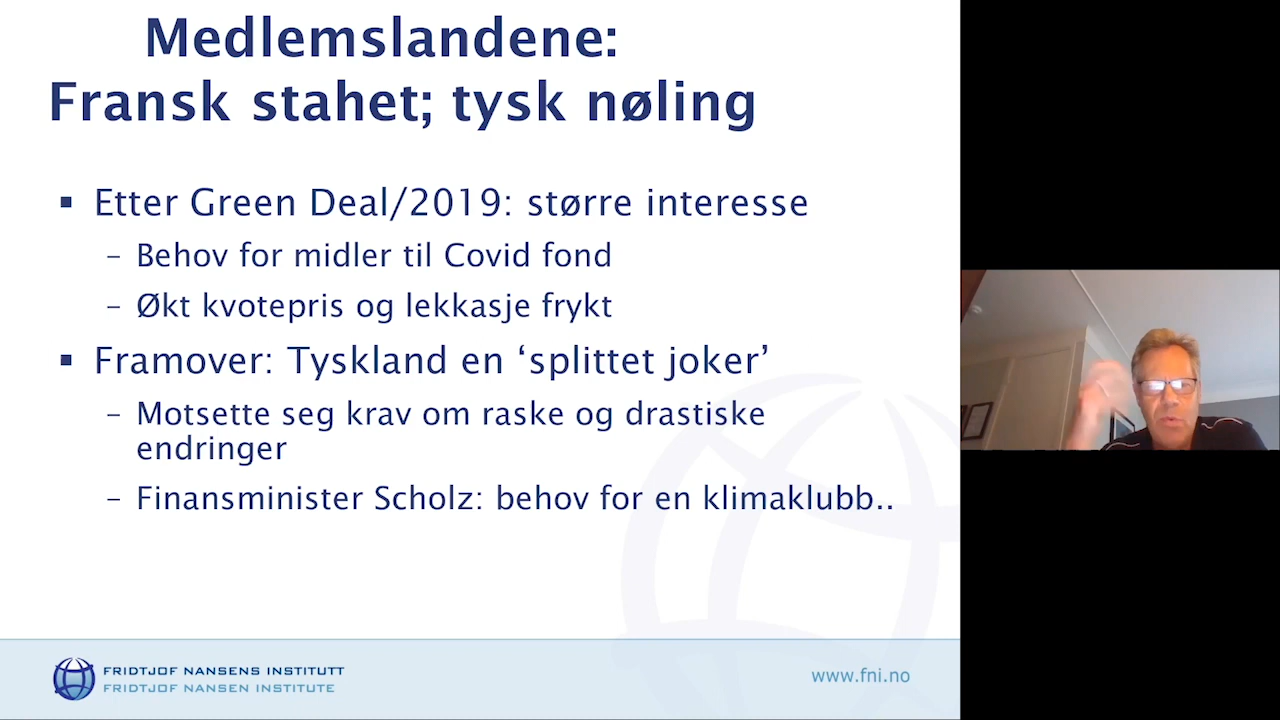 Medlemslandene:
Fransk stahet; tysk nøling
▪ Etter Green Deal/2019: større interesse
– Behov for midler til Covid fond
– Økt kvotepris og lekkasje frykt
▪ Framover: Tyskland en ‘splittet joker’
– Motsette seg krav om raske og drastiske
endringer
– Finansminister Scholz: behov for en klimaklubb..
FRIDTJOF NANSENS INSTITUTT
FRIDTJOF NANSEN INSTITUTE
www.fni.no